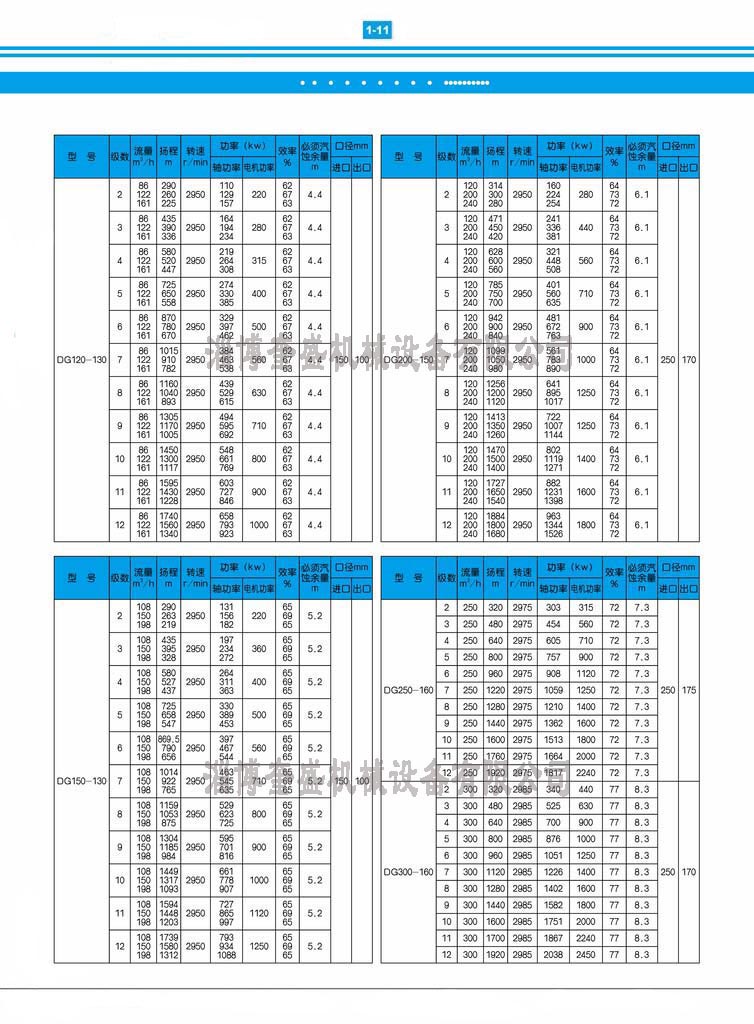 1-11
型 号 级数 流量 m³/h 扬程 m 转速 r/min 功率（kw） 效率 % 必须汽蚀余量 m 口径mm
轴功率 电机功率 进口 出口
86 290 110 62
2 122 260 2950 129 220 67 4.4
161 225 157 63
86 435 164 62
3 122 390 2950 194 280 67 4.4
161 336 234 63
86 580 219 62
4 122 520 2950 264 315 67 4.4
161 447 308 63
86 725 274 62
5 122 650 2950 330 400 67 4.4
161 558 385 63
86 870 329 62
6 122 780 2950 397 500 67 4.4
161 670 462 63
86 1015 384 62
DG120-130 7 122 910 2950 463 560 67 4.4 150 100
161 782 538 63
86 1160 439 62
8 122 1040 2950 529 630 67 4.4
161 893 615 63
86 1305 494 62
9 122 1170 2950 595 710 67 4.4
161 1005 692 63
86 1450 548 62
10 122 1300 2950 661 800 67 4.4
161 1117 769 63
86 1595 603 62
11 122 1430 2950 727 900 67 4.4
161 1228 846 63
86 1740 658 62
12 122 1560 2950 793 1000 67 4.4
161 1340 923 63
型 号 级数 流量 m³/h 扬程 m 转速 r/min 功率（kw） 效率 % 必须汽蚀余量 m 口径mm
轴功率 电机功率 进口 出口
120 314 160 64
2 200 300 2950 224 280 73 6.1
240 280 254 72
120 471 241 64
3 200 450 2950 336 440 73 6.1
240 420 381 72
120 628 321 64
4 200 600 2950 448 560 73 6.1
240 560 508 72
120 785 401 64
5 200 750 2950 560 710 73 6.1
240 700 635 72
120 942 481 64
6 200 900 2950 672 900 73 6.1
240 840 763 72
120 1099 561 64
DG200-150 7 200 1050 2950 783 1000 73 6.1 250 170
240 980 890 72
120 1256 641 64
8 200 1200 2950 895 1250 73 6.1
240 1120 1017 72
120 1413 722 64
9 200 1350 2950 1007 1250 73 6.1
240 1260 1144 72
120 1470 802 64
10 200 1500 2950 1119 1400 73 6.1
240 1400 1271 72
120 1727 882 64
11 200 1650 2950 1231 1600 73 6.1
240 1540 1398 72
120 1884 963 64
12 200 1800 2950 1344 1800 73 6.1
240 1680 1526 72
淄博奎盛机械设备有限公司
型 号 级数 流量 m³/h 扬程 m 转速 r/min 功率（kw） 效率 % 必须汽蚀余量 m 口径mm
轴功率 电机功率 进口 出口
108 290 131 65
2 150 263 2950 156 220 69 5.2
198 219 182 65
108 435 197 65
3 150 395 2950 234 360 69 5.2
198 328 272 65
108 580 264 65
4 150 527 2950 311 400 69 5.2
198 437 363 65
108 725 330 65
5 150 658 2950 389 500 69 5.2
198 547 453 65
108 869.5 397 65
6 150 790 2950 467 560 69 5.2
198 656 544 65
108 1014 463 65
DG150-130 7 150 922 2950 545 710 69 5.2 150 100
198 765 635 65
108 1159 529 65
8 150 1053 2950 623 800 69 5.2
198 875 725 65
108 1304 595 65
9 150 1185 2950 701 900 69 5.2
198 984 816 65
108 1449 661 65
10 150 1317 2950 778 1000 69 5.2
198 1093 907 65
108 1594 727 65
11 150 1448 2950 865 1120 69 5.2
198 1203 997 65
108 1739 793 65
12 150 1580 2950 934 1250 69 5.2
198 1312 1088 65
型 号 级数 流量 m³/h 扬程 m 转速 r/min 功率（kw） 效率 % 必须汽蚀余量 m 口径mm
轴功率 电机功率 进口 出口
2 250 320 2975 303 315 72 7.3
3 250 480 2975 454 560 72 7.3
4 250 640 2975 605 710 72 7.3
5 250 800 2975 757 900 72 7.3
6 250 960 2975 908 1120 72 7.3
DG250-160 7 250 1220 2975 1059 1250 72 7.3 250 175
8 250 1280 2975 1210 1400 72 7.3
9 250 1440 2975 1362 1600 72 7.3
10 250 1600 2975 1513 1800 72 7.3
11 250 1760 2975 1664 2000 72 7.3
12 250 1920 2975 1817 2240 72 7.3
2 300 320 2985 340 440 77 8.3
3 300 480 2985 525 630 77 8.3
4 300 640 2985 700 900 77 8.3
5 300 800 2985 876 1000 77 8.3
6 300 960 2985 1051 1250 77 8.3
DG300-160 7 300 1120 2985 1226 1400 77 8.3 250 170
8 300 1280 2985 1402 1600 77 8.3
9 300 1440 2985 1582 1800 77 8.3
10 300 1600 2985 1751 2000 77 8.3
11 300 1700 2985 1867 2240 77 8.3
12 300 1920 2985 2038 2450 77 8.3
淄博奎盛机械设备有限公司